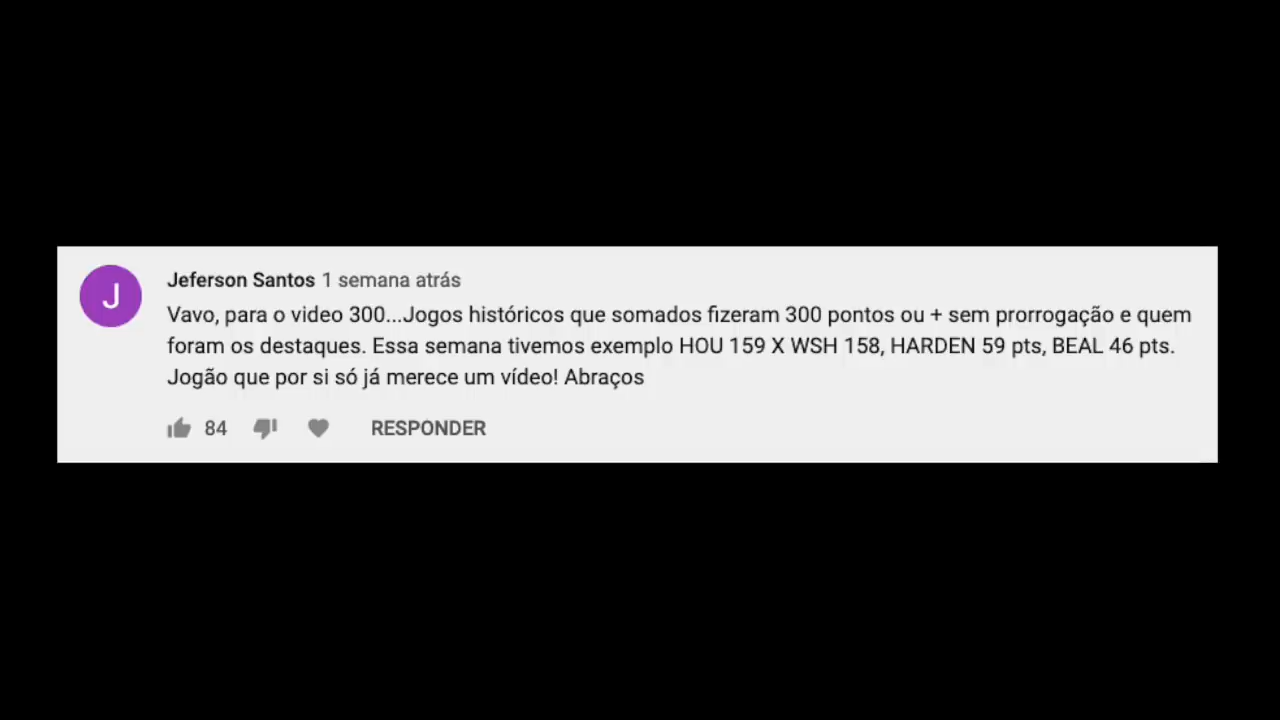 J
Jeferson Santos 1 semana atrás
Vavo, para o video 300...Jogos históricos que somados fizeram 300 pontos ou + sem prorrogação e quem
foram os destaques. Essa semana tivemos exemplo HOU 159 X WSH 158, HARDEN 59 pts, BEAL 46 pts.
Jogão que por si só já merece um vídeo! Abraços
84 RESPONDER